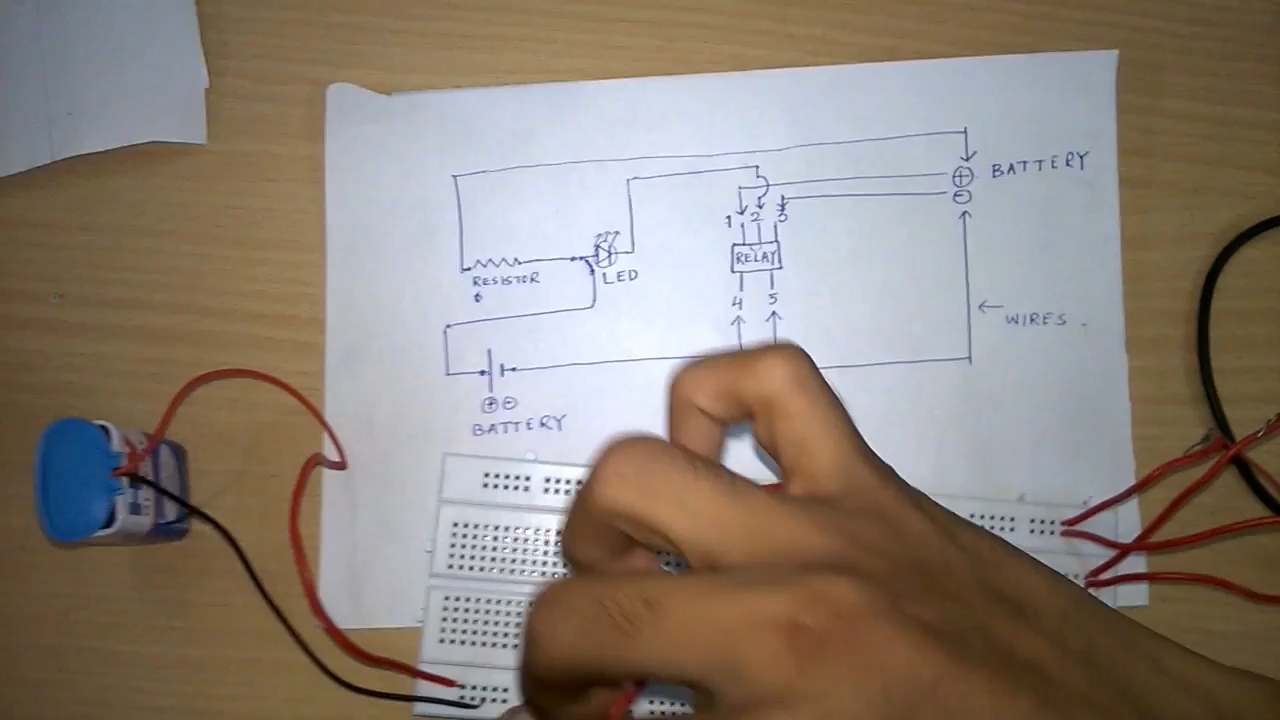 BATTERY
1 2 3
RELAY
RESISTOR
LED
4 5
WIRES.
+ -
BATTERY